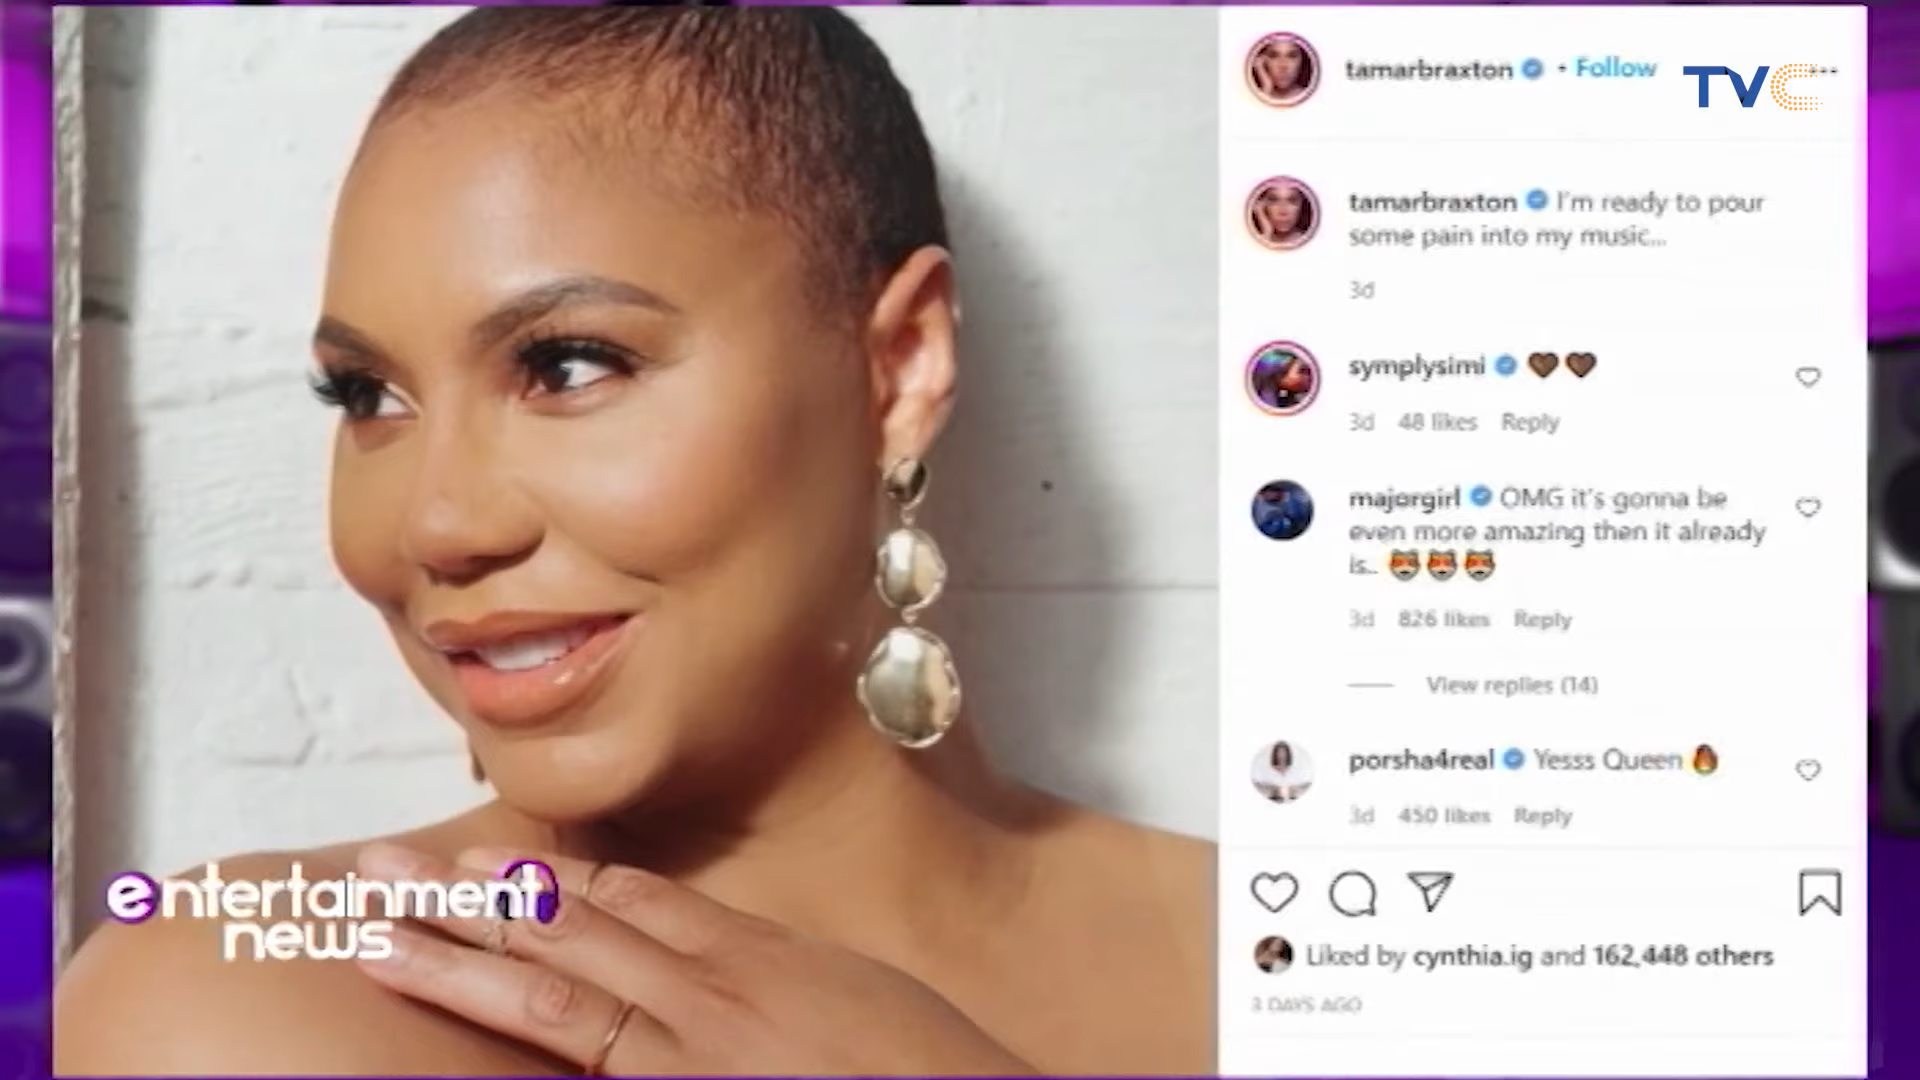 tamarbraxton • Follow
TVC
tamarbraxton I'm ready to pour
some pain into my music...
3d
symplysimi 🖤🖤
3d 48 likes Reply
majorgirl OMG it's gonna be
even more amazing then it already
is..
3d 826 likes Reply
View replies (14)
porsha4real Yesss Queen 🔥
3d 450 likes Reply
Liked by cynthia.ig and 162,448 others
3 DAYS AGO
entertainment
news